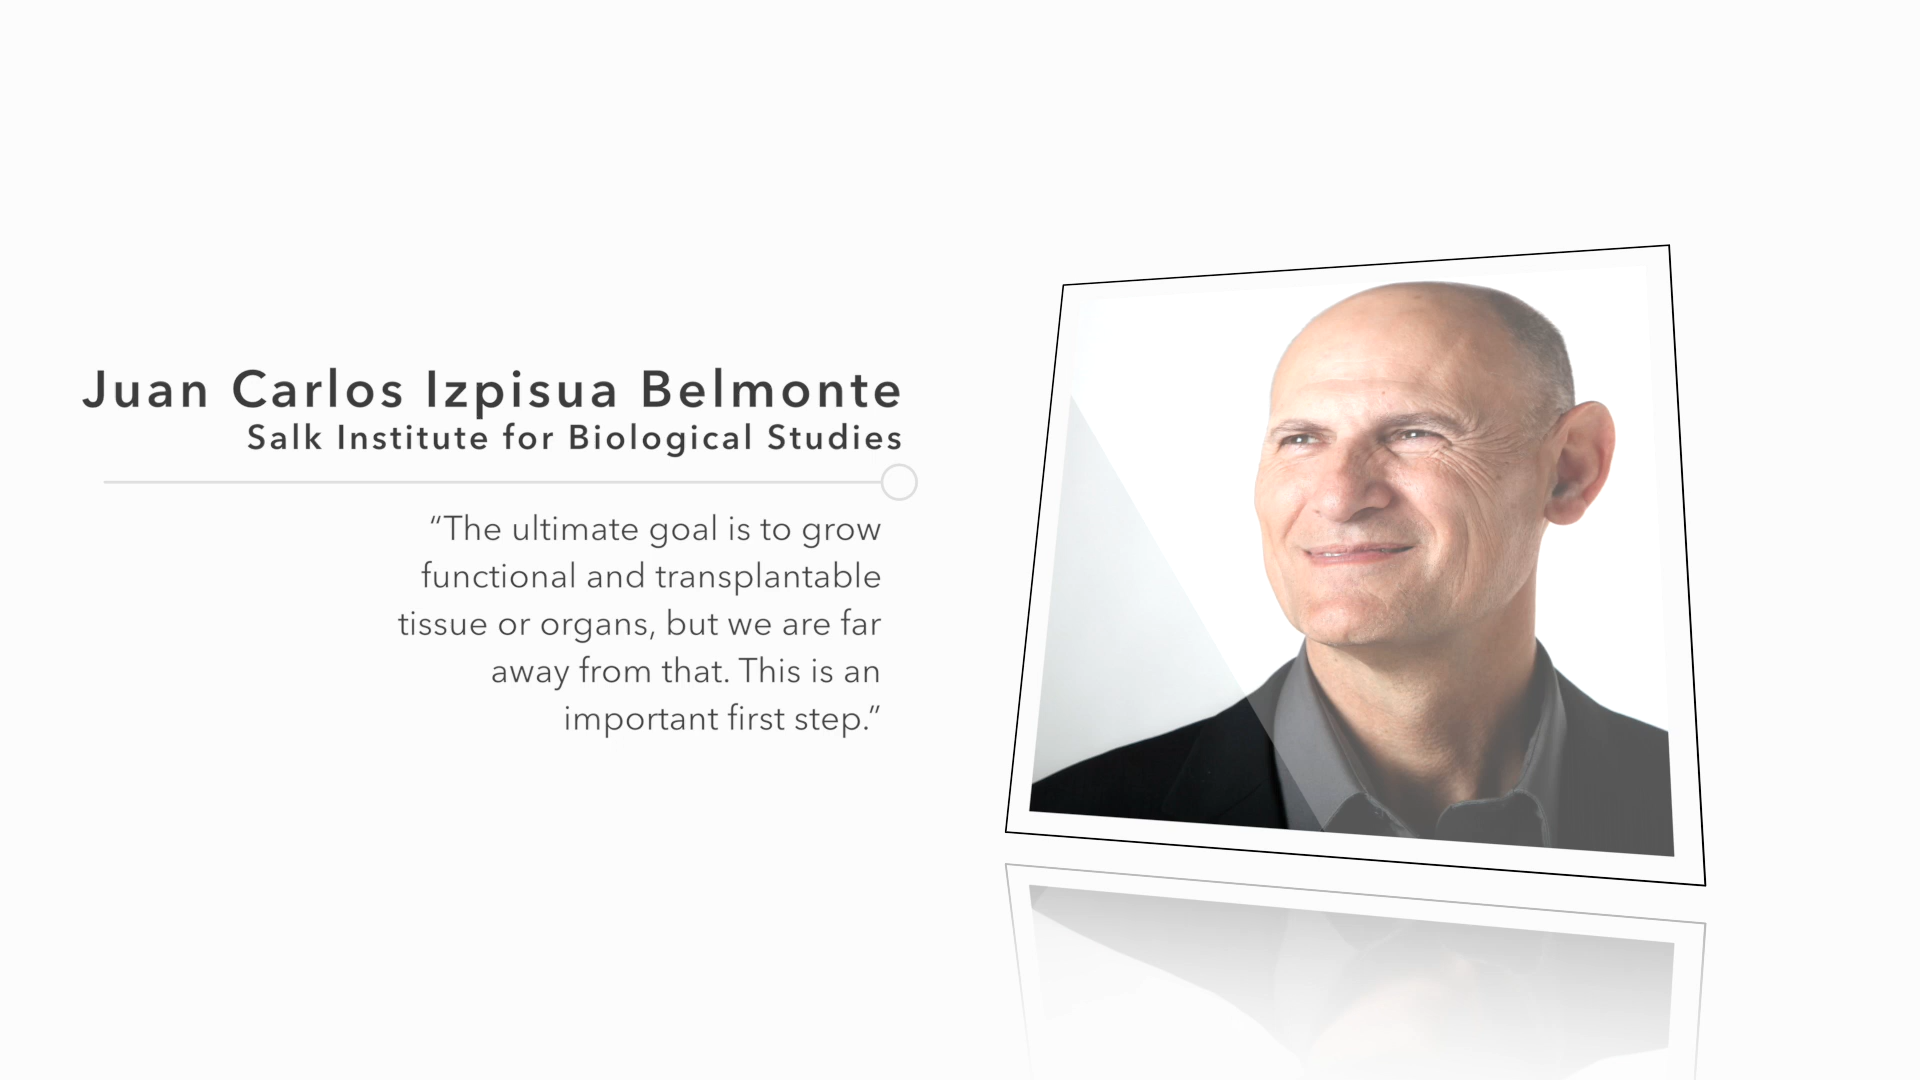 Juan Carlos Izpisua Belmonte
Salk Institute for Biological Studies
“The ultimate goal is to grow
functional and transplantable
tissue or organs, but we are far
away from that. This is an
important first step.”